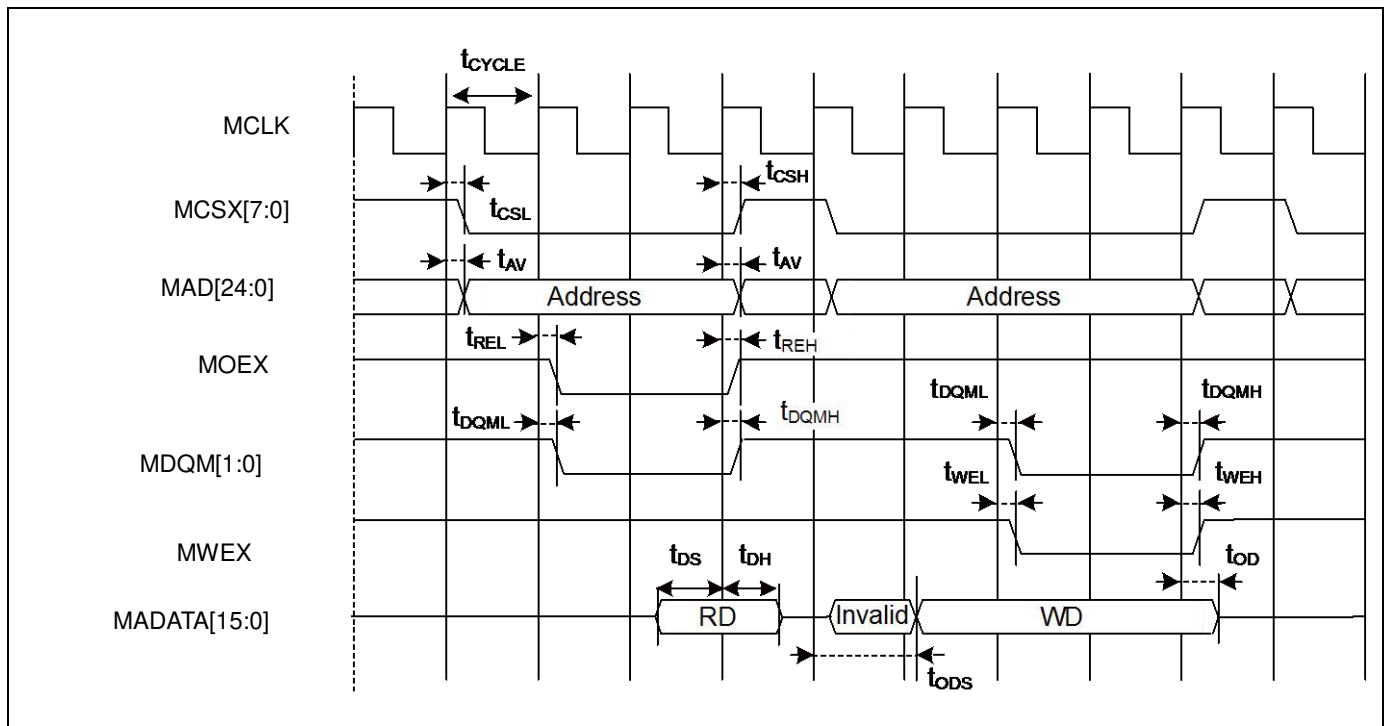 tCYCLE
MCLK
tCSH
MCSX[7:0]
tCSL
tAV
tAV
MAD[24:0]
Address
Address
tREL
tREH
MOEX
tDQML
tDQMH
tDQML
tDQMH
MDQM[1:0]
tWEL
tWEH
MWEX
tDS
tDH
tOD
MADATA[15:0]
RD
Invalid
WD
tODS